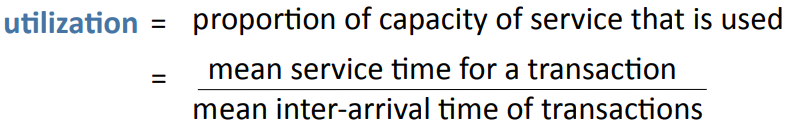 utilization = proportion of capacity of service that is used
= mean service time for a transaction
mean inter-arrival time of transactions